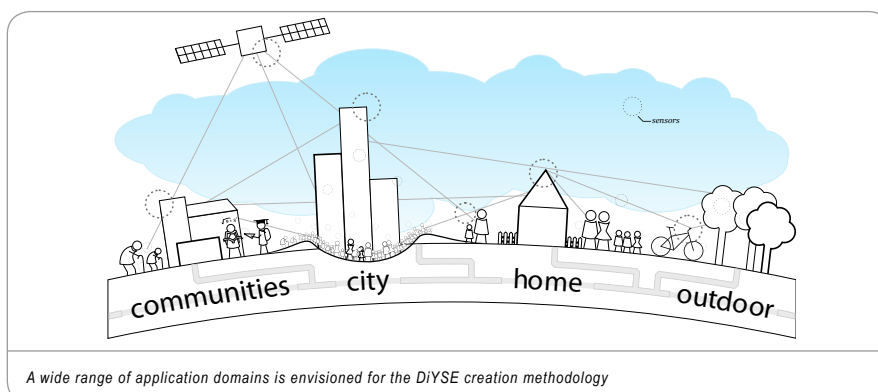 sensors
communities
city
home
outdoor
A wide range of application domains is envisioned for the DiYSE creation methodology